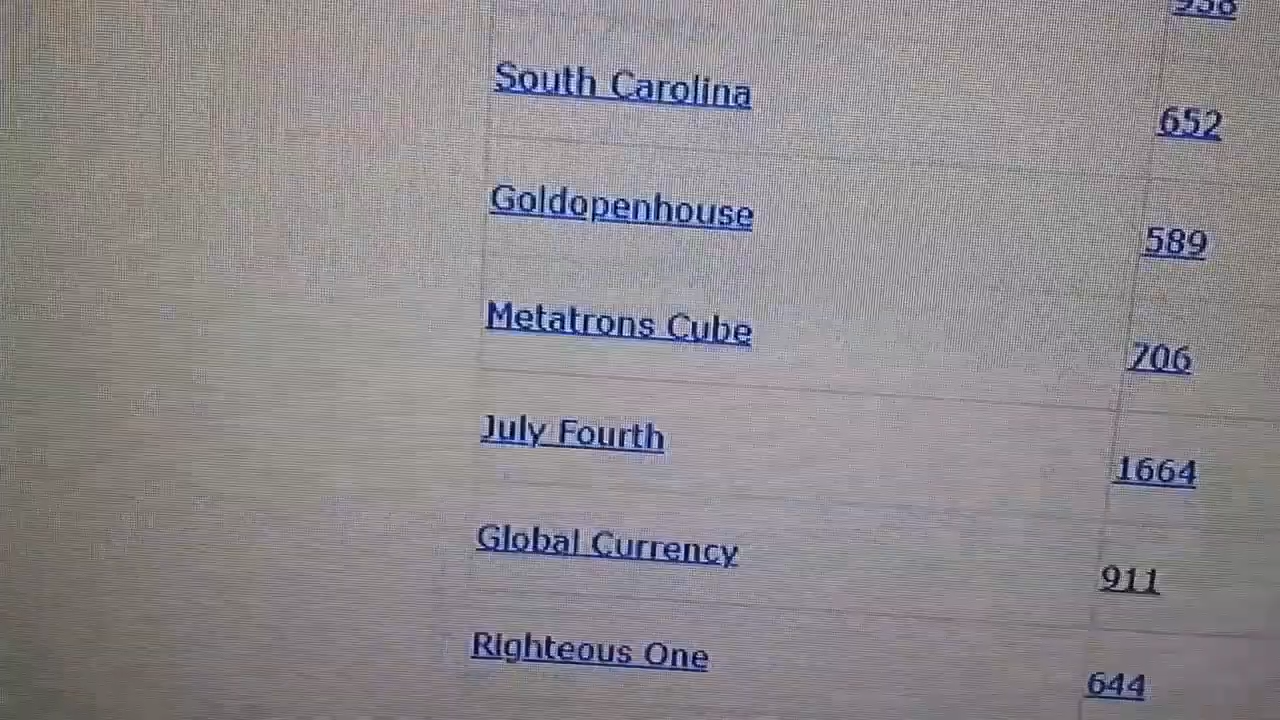 South Carolina 652
Goldopenhouse 589
Metatrons Cube 706
July Fourth 1664
Global Currency 911
Righteous One 644